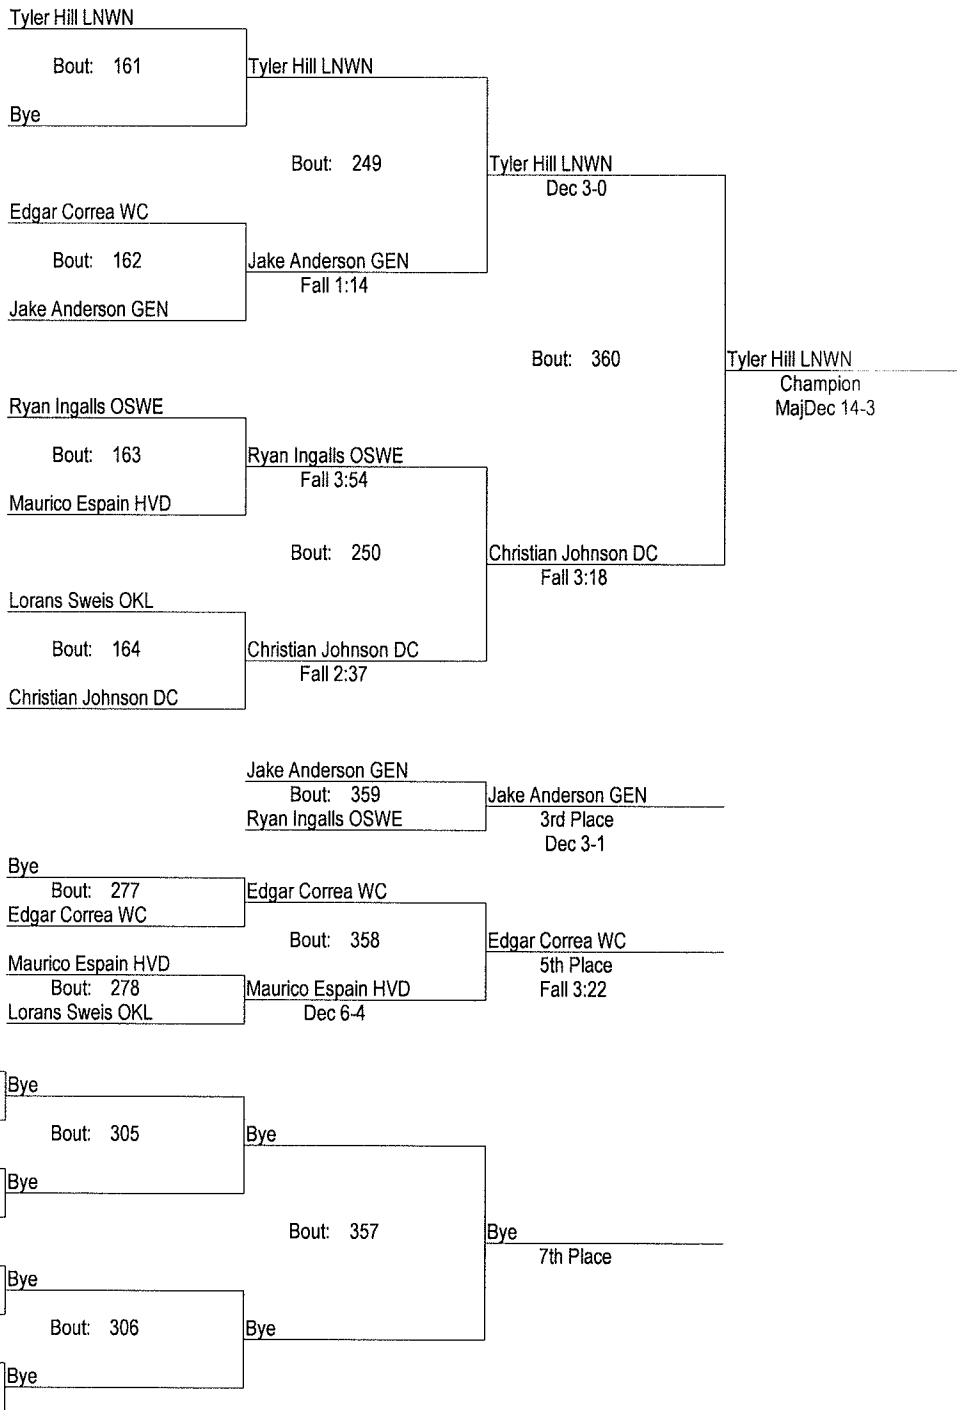 Tyler Hill LNWN
Bout: 161
Tyler Hill LNWN
Bye
Bout: 249
Tyler Hill LNWN
Dec 3-0
Edgar Correa WC
Bout: 162
Jake Anderson GEN
Fall 1:14
Jake Anderson GEN
Bout: 360
Tyler Hill LNWN
Champion
MajDec 14-3
Ryan Ingalls OSWE
Bout: 163
Ryan Ingalls OSWE
Fall 3:54
Maurico Espain HVD
Bout: 250
Christian Johnson DC
Fall 3:18
Lorans Sweis OKL
Bout: 164
Christian Johnson DC
Fall 2:37
Christian Johnson DC
Jake Anderson GEN
Bout: 359
Jake Anderson GEN
Ryan Ingalls OSWE
3rd Place
Dec 3-1
Bye
Bout: 277
Edgar Correa WC
Edgar Correa WC
Bout: 358
Edgar Correa WC
5th Place
Fall 3:22
Maurico Espain HVD
Bout: 278
Maurico Espain HVD
Dec 6-4
Lorans Sweis OKL
Bye
Bout: 305
Bye
Bye
Bout: 357
Bye
7th Place
Bye
Bout: 306
Bye
Bye